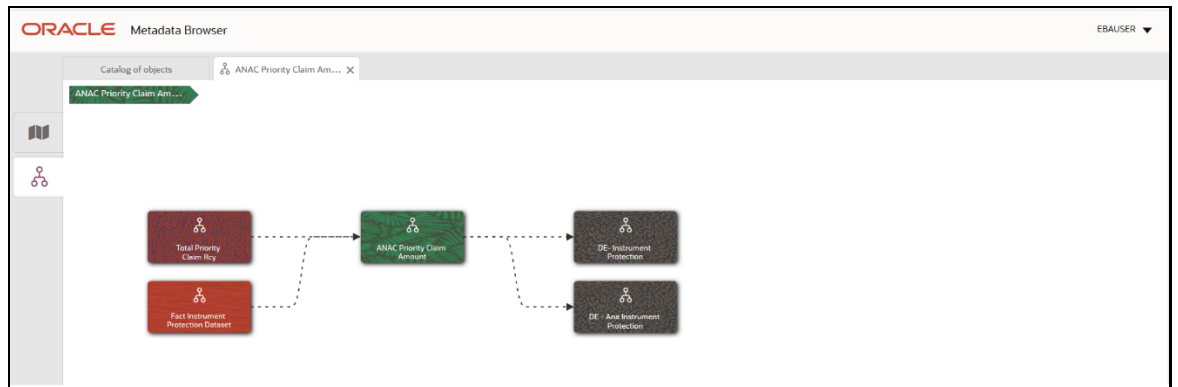 ORACLE Metadata Browser
EBAUSER
Catalog of objects
ANAC Priority Claim Am... X
ANAC Priority Claim Am...
Total Priority
Claim Rcy
ANAC Priority Claim
Amount
DE- Instrument
Protection
Fact Instrument
Protection Dataset
DE - Ana Instrument
Protection